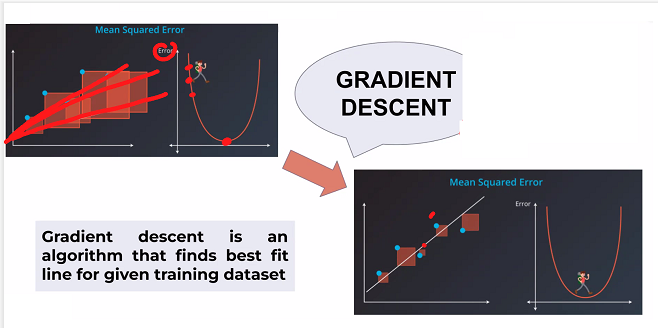 Mean Squared Error
Error
GRADIENT
DESCENT
Mean Squared Error
Error
Gradient descent is an
algorithm that finds best fit
line for given training dataset